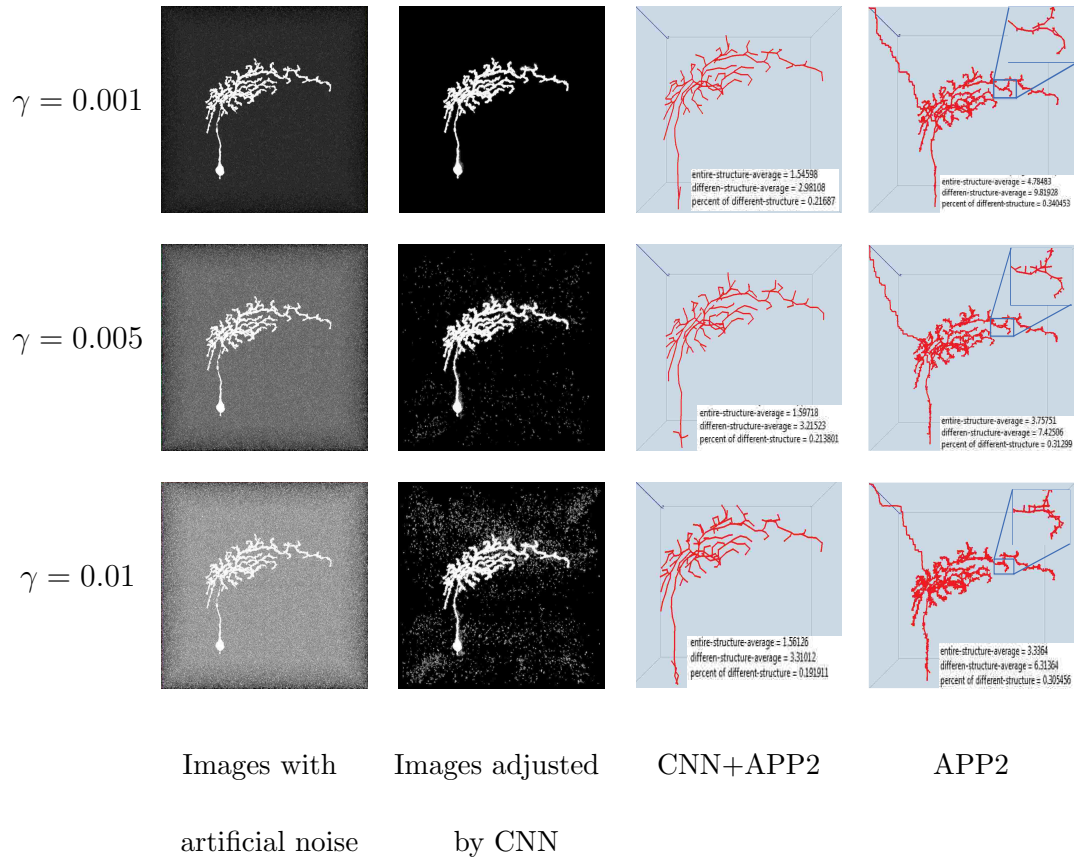 γ = 0.001
entire-structure-average = 1.54598
differen-structure-average = 2.98108
percent of different-structure = 0.21687
entire-structure-average = 4.78483
differen-structure-average = 9.81928
percent of different-structure = 0.340453
γ = 0.005
entire-structure-average = 1.59718
differen-structure-average = 3.21523
percent of different-structure = 0.213801
entire-structure-average = 3.75751
differen-structure-average = 7.42506
percent of different-structure = 0.31299
γ = 0.01
entire-structure-average = 1.56126
differen-structure-average = 3.31012
percent of different-structure = 0.191911
entire-structure-average = 3.3364
differen-structure-average = 6.31364
percent of different-structure = 0.305456
Images with
artificial noise
Images adjusted
by CNN
CNN+APP2
APP2